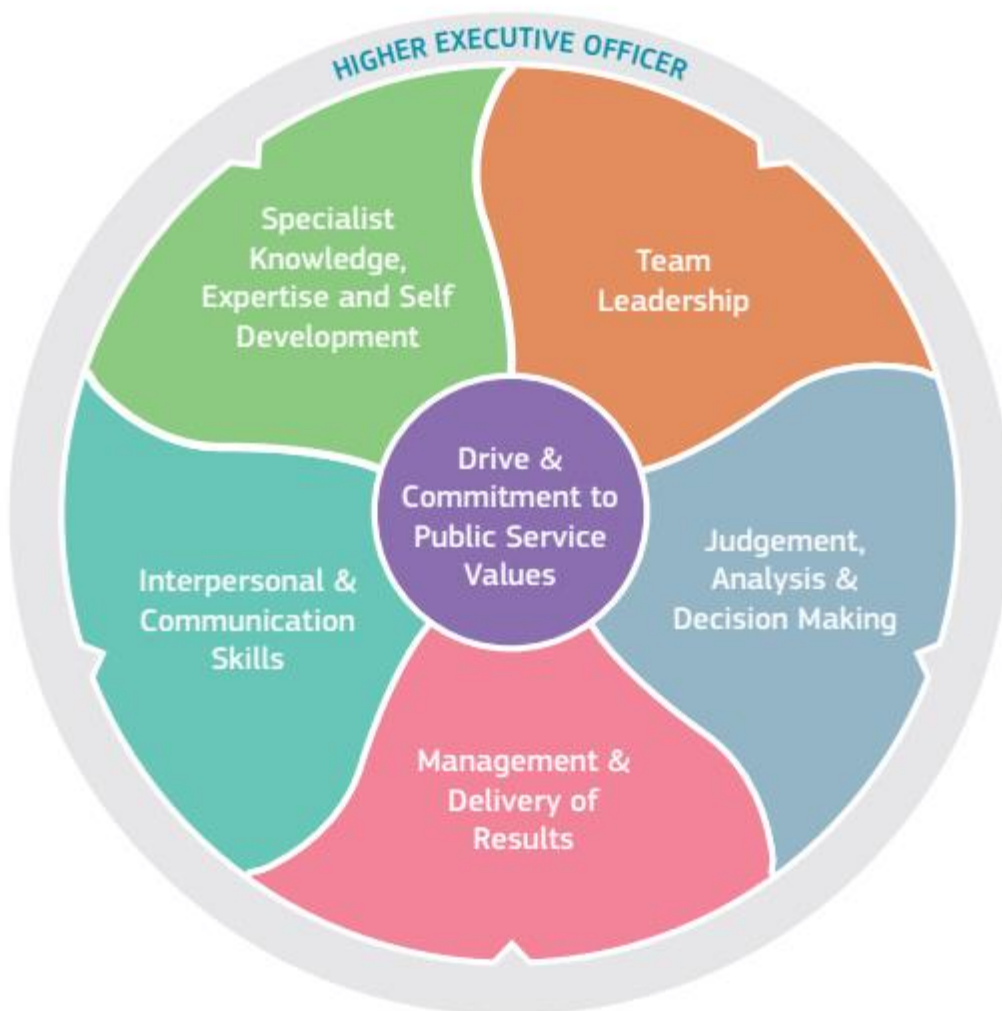 HIGHER EXECUTIVE OFFICER
Specialist
Knowledge,
Expertise and Self
Development
Team
Leadership
Drive &
Commitment to
Public Service
Values
Judgement,
Analysis &
Decision Making
Interpersonal &
Communication
Skills
Management &
Delivery of
Results